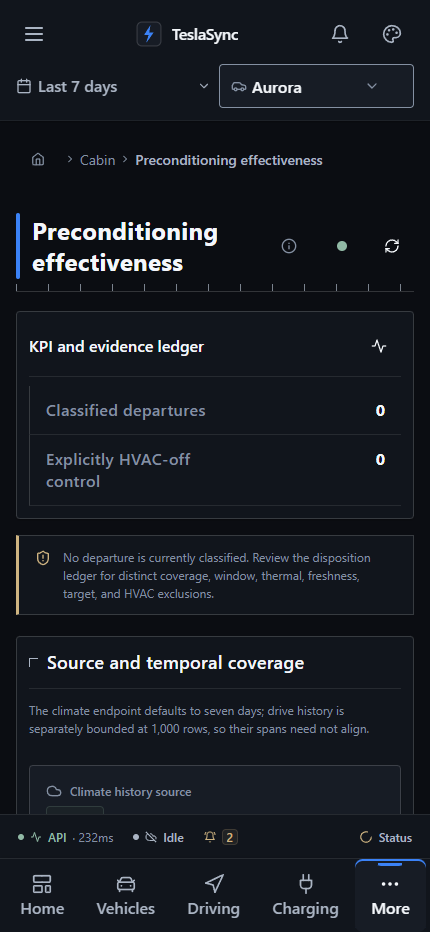 TeslaSync
Last 7 days
Aurora
Cabin
Preconditioning effectiveness
Preconditioning
effectiveness
KPI and evidence ledger
Classified departures 0
Explicitly HVAC-off 0
control
No departure is currently classified. Review the disposition
ledger for distinct coverage, window, thermal, freshness,
target, and HVAC exclusions.
Source and temporal coverage
The climate endpoint defaults to seven days; drive history is
separately bounded at 1,000 rows, so their spans need not align.
Climate history source
API · 232ms Idle 2 Status
Home Vehicles Driving Charging More